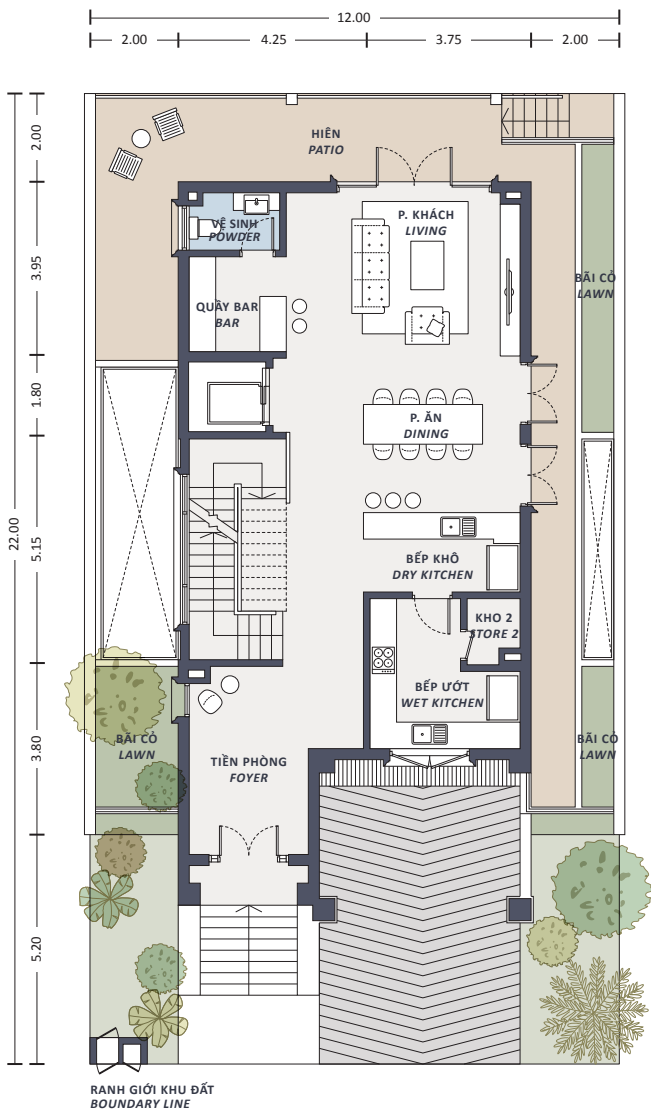 12.00
2.00
4.25
3.75
2.00
22.00
2.00
3.95
1.80
5.15
3.80
5.20
HIÊN
PATIO
VỆ SINH
POWDER
P. KHÁCH
LIVING
QUẦY BAR
BAR
BÃI CỎ
LAWN
P. ĂN
DINING
BẾP KHÔ
DRY KITCHEN
KHO 2
STORE 2
BẾP ƯỚT
WET KITCHEN
BÃI CỎ
LAWN
TIỀN PHÒNG
FOYER
BÃI CỎ
LAWN
RANH GIỚI KHU ĐẤT
BOUNDARY LINE